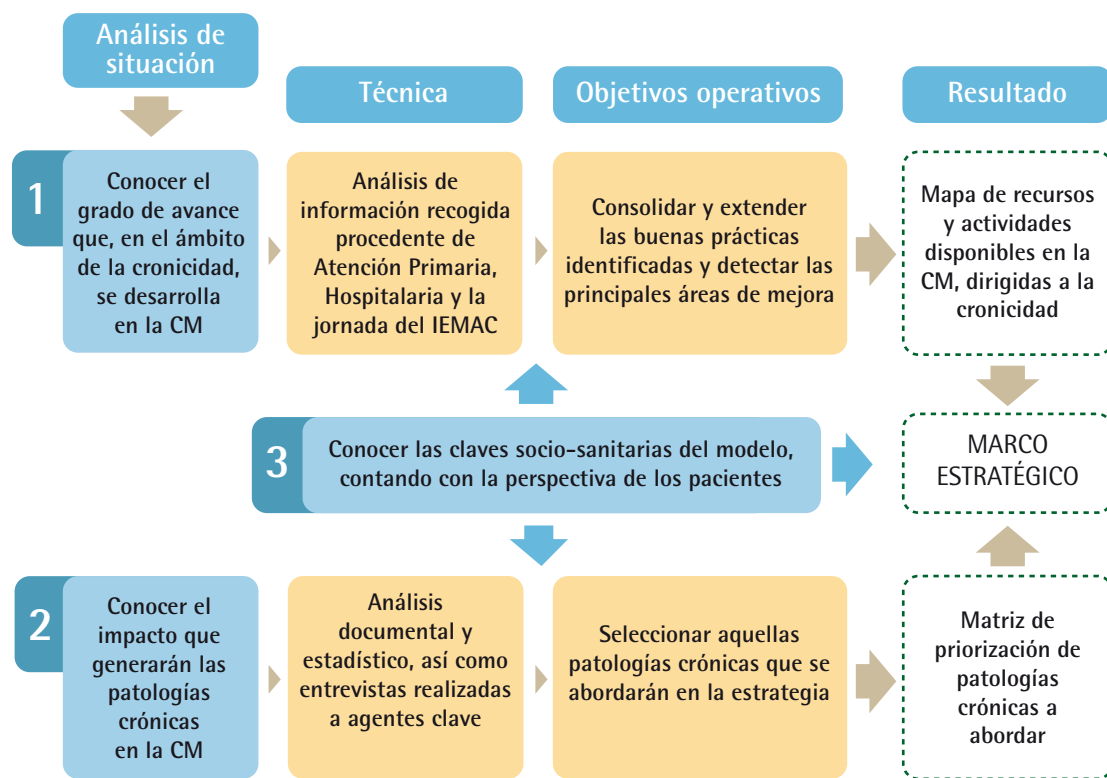 Análisis de
situación
Técnica
Objetivos operativos
Resultado
1
Conocer el
grado de avance
que, en el ámbito
de la cronicidad,
se desarrolla
en la CM
Análisis de
información recogida
procedente de
Atención Primaria,
Hospitalaria y la
jornada del IEMAC
Consolidar y extender
las buenas prácticas
identificadas y detectar las
principales áreas de mejora
Mapa de recursos
y actividades
disponibles en la
CM, dirigidas a la
cronicidad
3
Conocer las claves socio-sanitarias del modelo,
contando con la perspectiva de los pacientes
MARCO
ESTRATÉGICO
2
Conocer el
impacto que
generarán las
patologías
crónicas
en la CM
Análisis
documental y
estadístico, así como
entrevistas realizadas
a agentes clave
Seleccionar aquellas
patologías crónicas que se
abordarán en la estrategia
Matriz de
priorización de
patologías
crónicas a
abordar